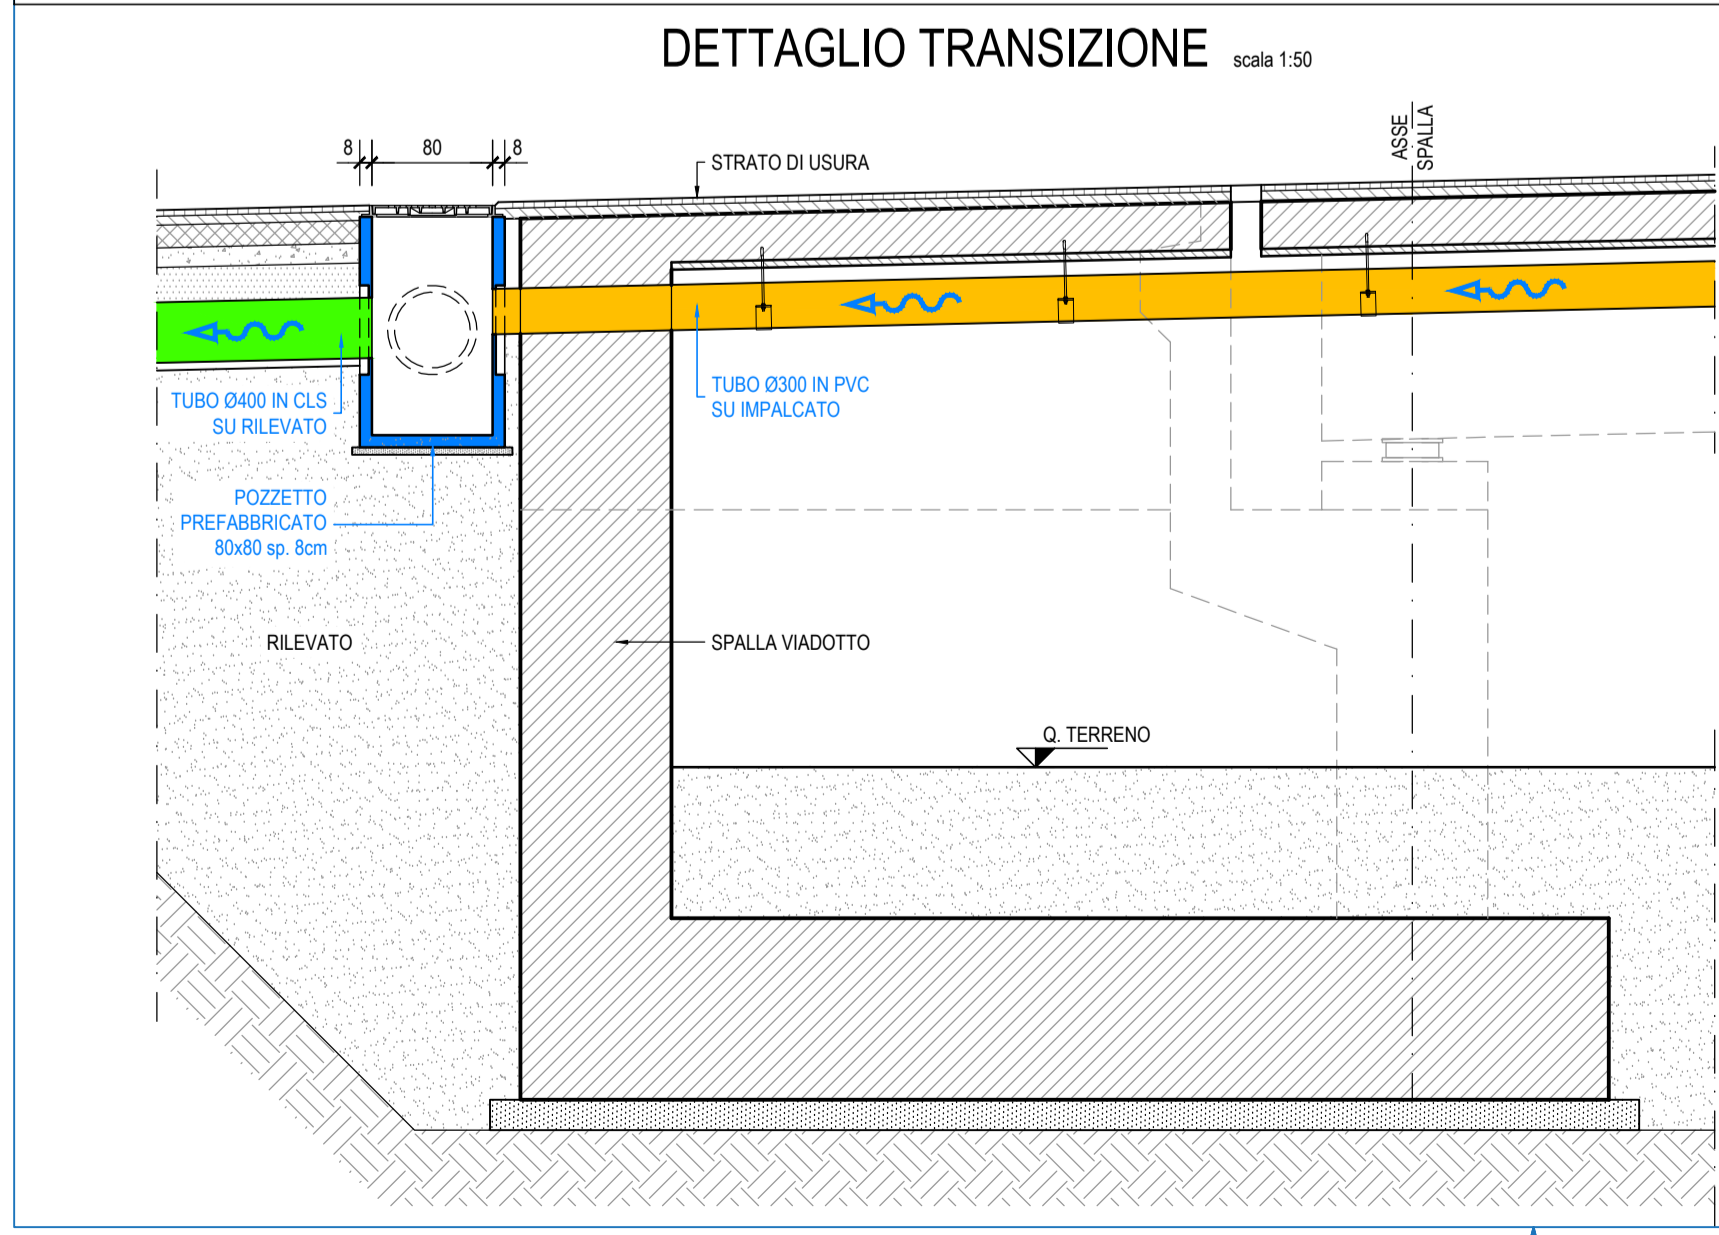 DETTAGLIO TRANSIZIONE scala 1:50
8 80 8
STRATO DI USURA
ASSE
SPALLA
TUBO Ø400 IN CLS
SU RILEVATO
TUBO Ø300 IN PVC
SU IMPALCATO
POZZETTO
PREFABBRICATO
80x80 sp. 8cm
RILEVATO
SPALLA VIADOTTO
Q. TERRENO